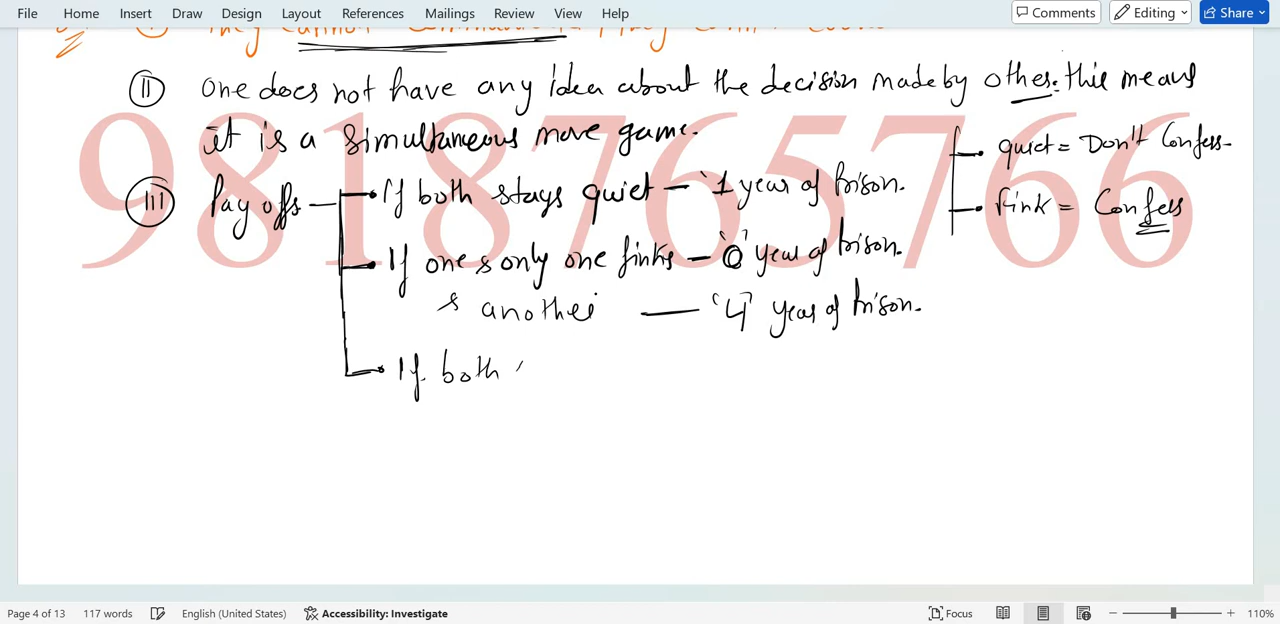 File Home Insert Draw Design Layout References Mailings Review View Help Comments Editing Share
They cannot
(II) One does not have any idea about the decision made by other. this means
it is a simultaneous move game.
quiet = Don't Confess.
fink = Confess
9818765766
(III) Pay offs — If both stays quiet — '1 year of Prison.
If one & only one finks — '0' year of Prison.
& another — '4' year of Prison.
If both
Page 4 of 13 117 words English (United States) Accessibility: Investigate Focus 110%